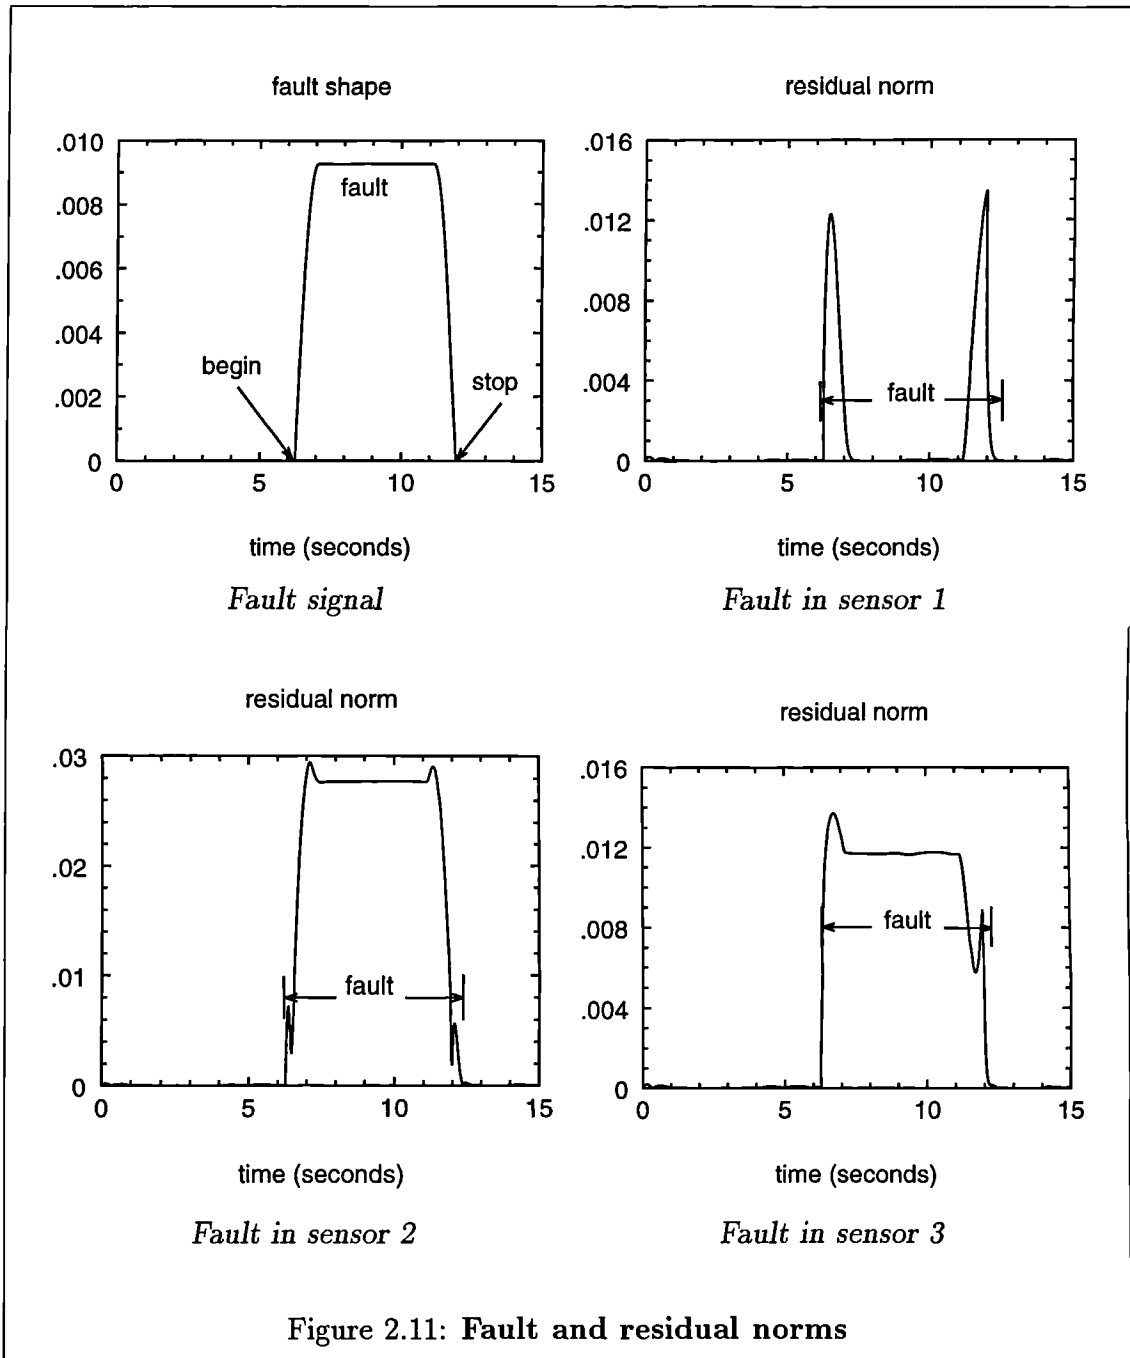 fault shape
.010
.008
.006
.004
.002
0
fault
begin
stop
0 5 10 15
time (seconds)
Fault signal
residual norm
.016
.012
.008
.004
0
fault
0 5 10 15
time (seconds)
Fault in sensor 1
residual norm
.03
.02
.01
0
fault
0 5 10 15
time (seconds)
Fault in sensor 2
residual norm
.016
.012
.008
.004
0
fault
0 5 10 15
time (seconds)
Fault in sensor 3
Figure 2.11: Fault and residual norms